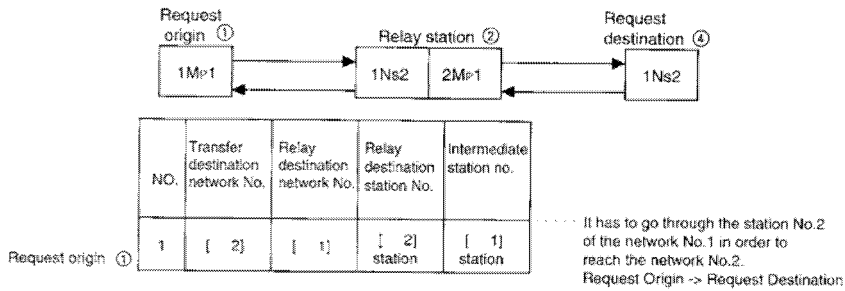 Request origin ①
Relay station ②
Request destination ④
1MP1
1Ns2
2MP1
1Ns2
NO.
Transfer destination network No.
Relay destination network No.
Relay destination station No.
Intermediate station no.
Request origin ①
1
[ 2]
[ 1]
[ 2] station
[ 1] station
It has to go through the station No.2
of the network No.1 in order to
reach the network No.2.
Request Origin -> Request Destination